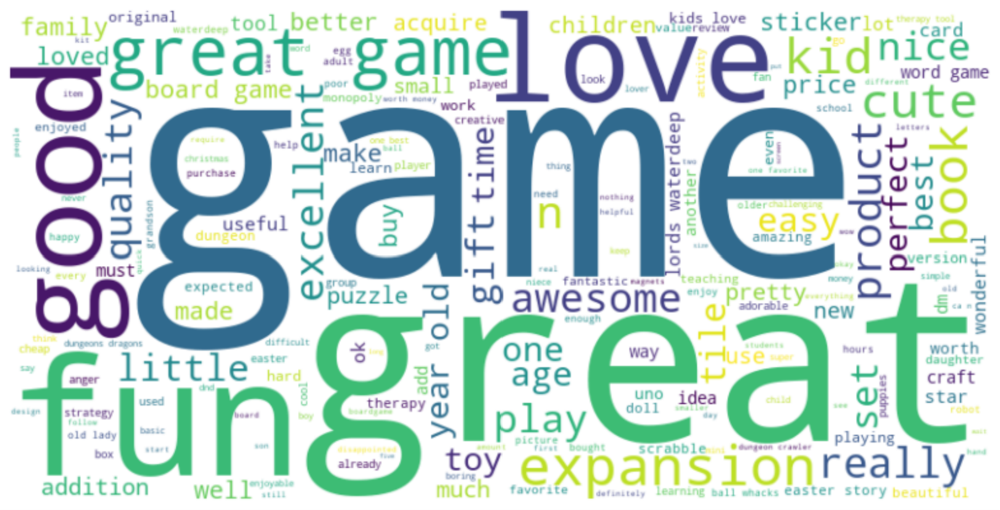 original
kids love
therapy tool
family
tool
better
acquire
children
value
review
sticker
lot
card
kit
waterdeep
word
go
love
great game
loved
egg
adult
take
look
kid
nice
put
fan
activity
word game
item
board game
poor
small
played
price
different
monopoly
worth money
lover
cute
good
quality
excellent
work
creative
school
letters
enjoyed
people
game
require
help
one best
ball
make
learn
player
gift
time
lords waterdeep
two
even
screen
product
perfect
best
book
christmas
purchase
thing
one favorite
another
never
grandson
need
nothing
helpful
n
older
challenging
easy
amazing
wow
happy
useful
dungeon
buy
size
keep
version
wonderful
quick
looking
every
must
real
okay
simple
expected
group
niece
fantastic
magnets
teaching
enjoy
money
made
puzzle
year old
awesome
pretty
everything
adorable
new
dm
old
ca n
enough
think
dungeons dragons
difficult
great
tile
cheap
got
students
hours
worth
daughter
fun
little
easter
ok
long
one
way
use
super
say
anger
hard
add
age
set
craft
dnd
cool
used
therapy
uno
idea
child
see
puppies
star
design
strategy
board
boy
boardgame
doll
smaller
day
robot
follow
play
old lady
basic
picture
playing
wait
box
start
son
disappointed
five
amount
first
bought
scrabble
mini
dungeon crawler
hand
already
toy
expansion
really
boring
addition
well
enjoyable
still
much
favorite
definitely
learning
ball whacks
easter story
beautiful